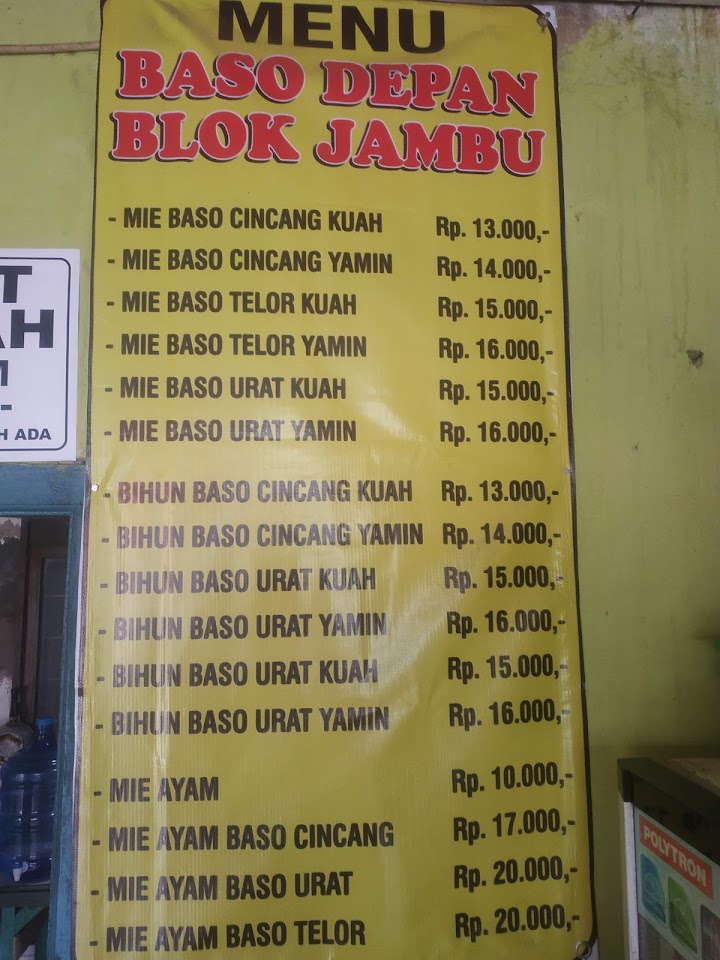 MENU
BASO DEPAN
BLOK JAMBU
- MIE BASO CINCANG KUAH Rp. 13.000,-
- MIE BASO CINCANG YAMIN Rp. 14.000,-
- MIE BASO TELOR KUAH Rp. 15.000,-
- MIE BASO TELOR YAMIN Rp. 16.000,-
- MIE BASO URAT KUAH Rp. 15.000,-
- MIE BASO URAT YAMIN Rp. 16.000,-
- BIHUN BASO CINCANG KUAH Rp. 13.000,-
- BIHUN BASO CINCANG YAMIN Rp. 14.000,-
- BIHUN BASO URAT KUAH Rp. 15.000,-
- BIHUN BASO URAT YAMIN Rp. 16.000,-
- BIHUN BASO URAT KUAH Rp. 15.000,-
- BIHUN BASO URAT YAMIN Rp. 16.000,-
- MIE AYAM Rp. 10.000,-
- MIE AYAM BASO CINCANG Rp. 17.000,-
- MIE AYAM BASO URAT Rp. 20.000,-
- MIE AYAM BASO TELOR Rp. 20.000,-
T
AH
-
H ADA
POLYTRON